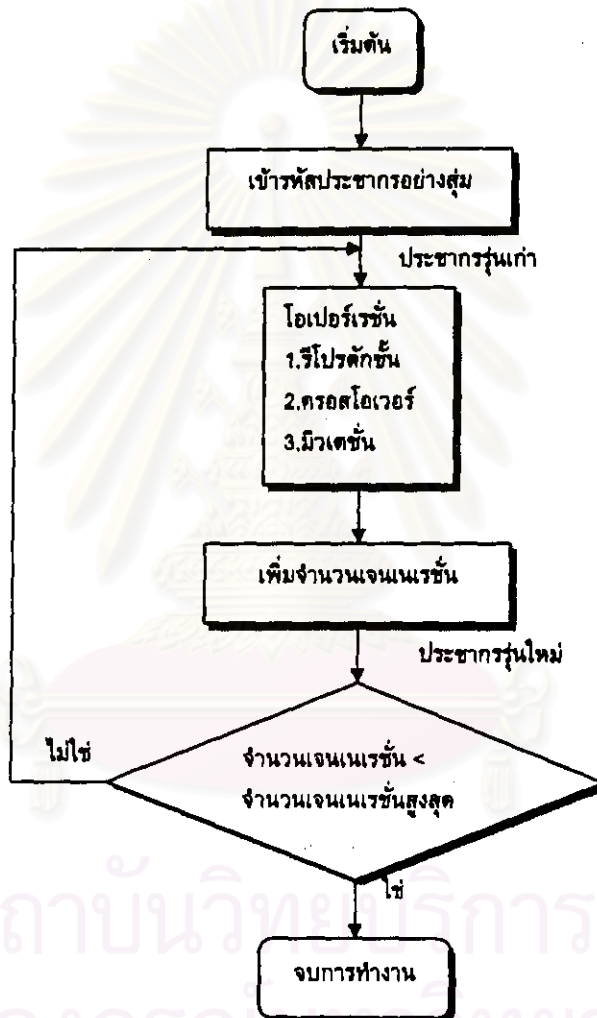 เริ่มต้น
เข้ารหัสประชากรอย่างสุ่ม
ประชากรรุ่นเก่า
โอเปอร์เรชั่น
1.รีโปรดักชั่น
2.ครอสโอเวอร์
3.มิวเตชั่น
เพิ่มจำนวนเจนเนเรชั่น
ประชากรรุ่นใหม่
ไม่ใช่
จำนวนเจนเนเรชั่น <
จำนวนเจนเนเรชั่นสูงสุด
ใช่
จบการทำงาน